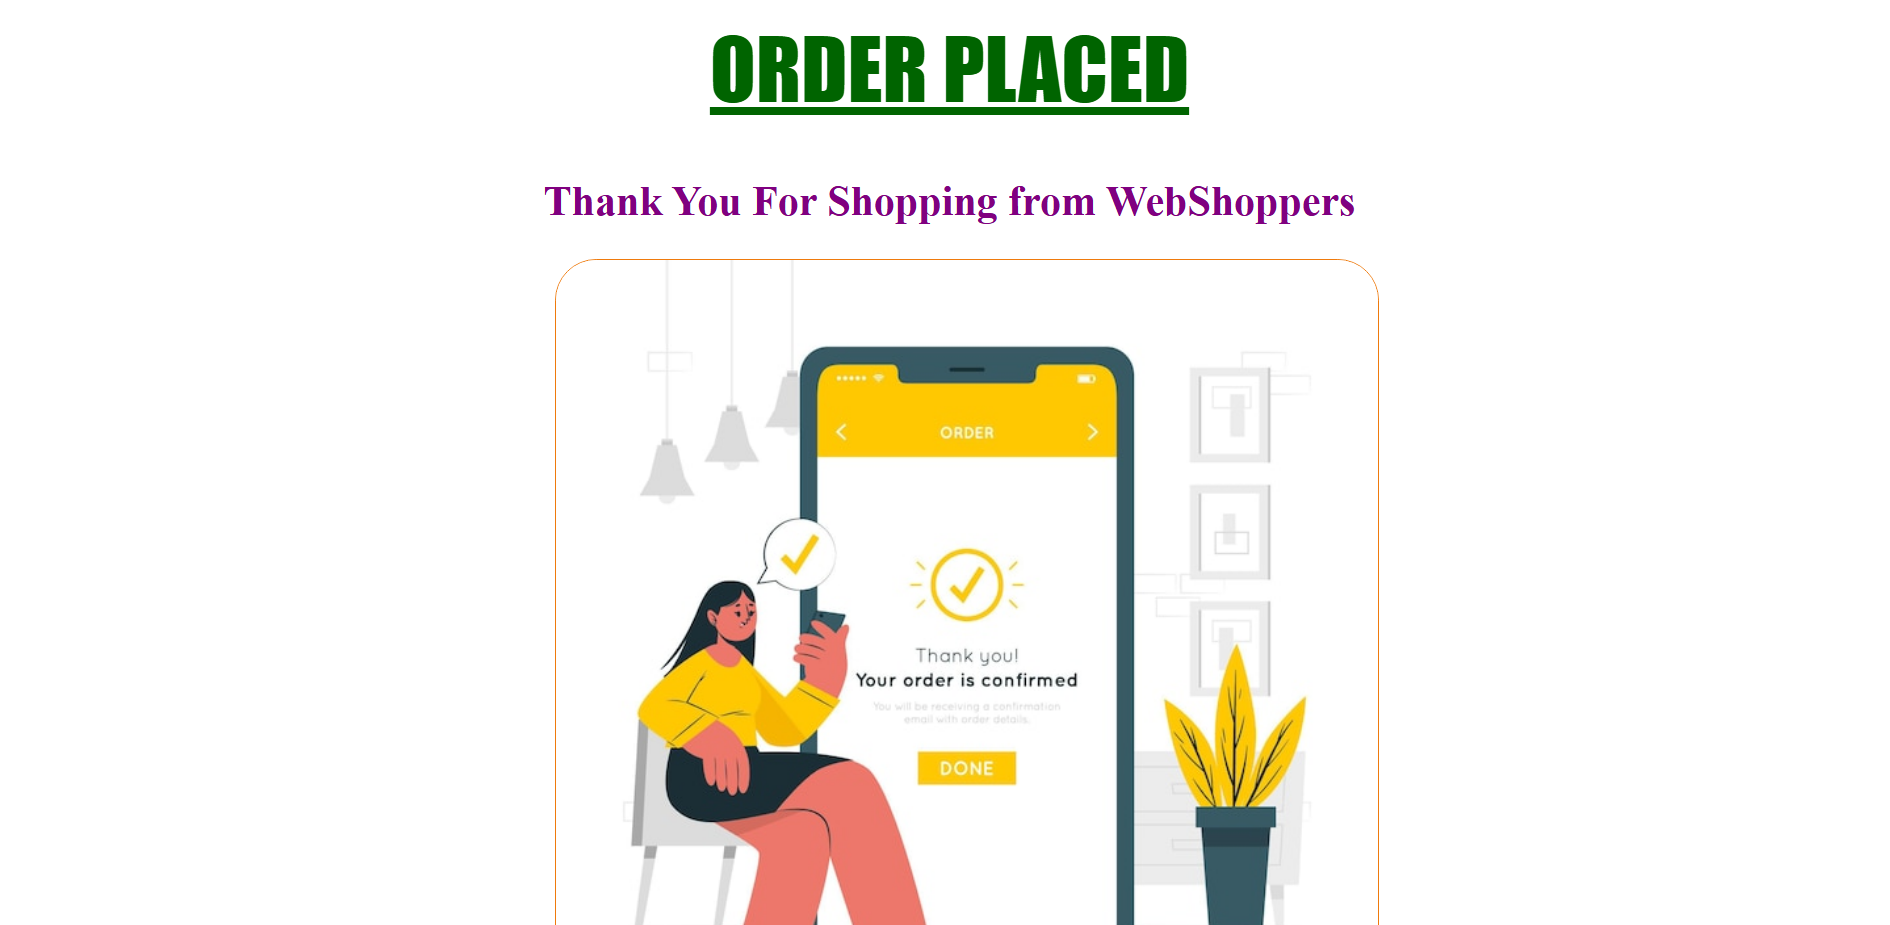 ORDER PLACED
Thank You For Shopping from WebShoppers
ORDER
Thank you!
Your order is confirmed
You will be receiving a confirmation
email with order details.
DONE